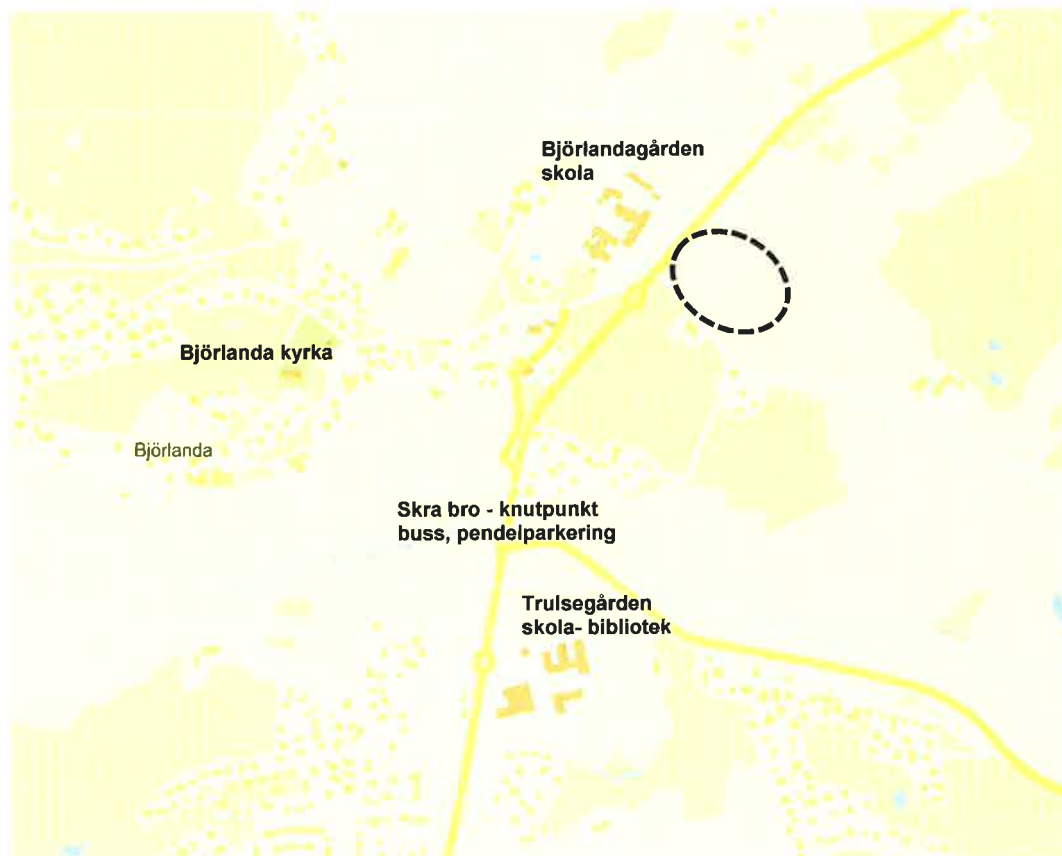 Björlandagården
skola
Björlanda kyrka
Björlanda
Skra bro - knutpunkt
buss, pendelparkering
Trulsegården
skola- bibliotek